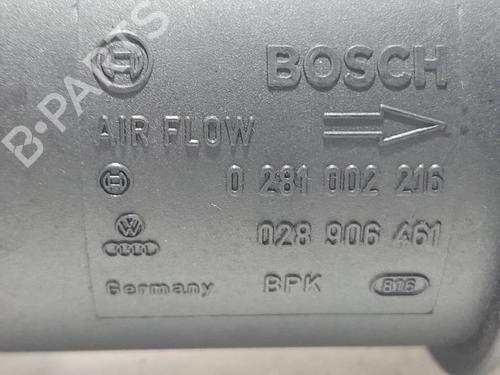 BOSCH
AIR FLOW
0 281 002 216
028 906 461
Germany BPK 816
B-PARTS